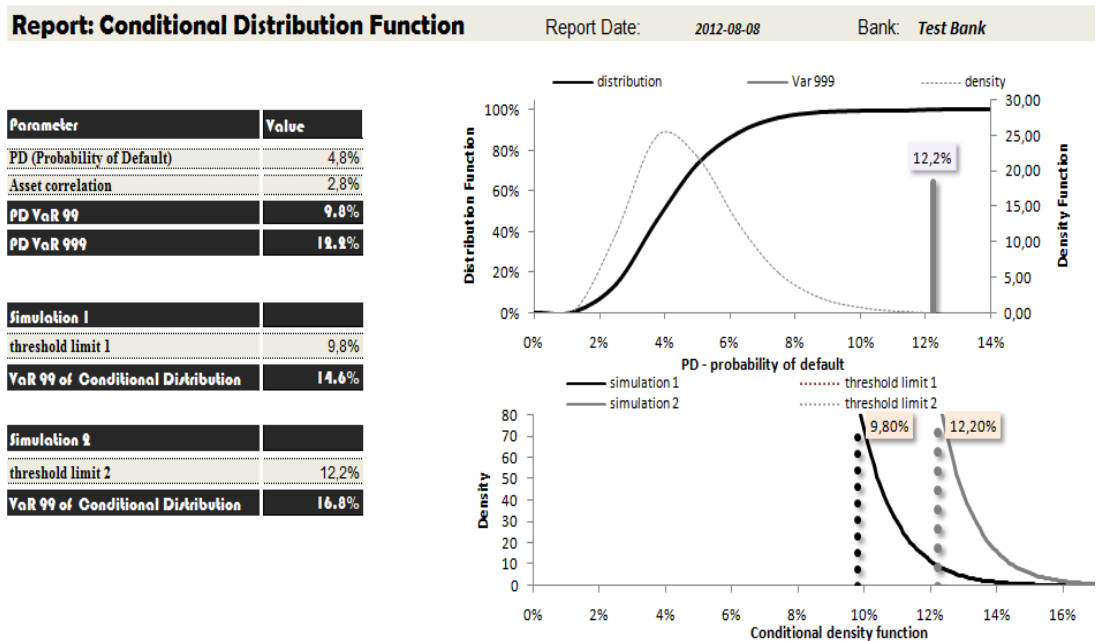 Report: Conditional Distribution Function Report Date: 2012-08-08 Bank: Test Bank
Parameter Value
PD (Probability of Default) 4,8%
Asset correlation 2,8%
PD VaR 99 9.8%
PD VaR 999 12.2%
Simulation 1
threshold limit 1 9,8%
VaR 99 of Conditional Distribution 14.6%
Simulation 2
threshold limit 2 12,2%
VaR 99 of Conditional Distribution 16.8%
distribution Var 999 density
Distribution Function
100%
80%
60%
40%
20%
0%
12,2%
30,00
25,00
20,00
15,00
10,00
5,00
0,00
Density Function
0% 2% 4% 6% 8% 10% 12% 14%
PD - probability of default
simulation 1 threshold limit 1
simulation 2 threshold limit 2
Density
80
70
60
50
40
30
20
10
0
9,80% 12,20%
0% 2% 4% 6% 8% 10% 12% 14% 16%
Conditional density function